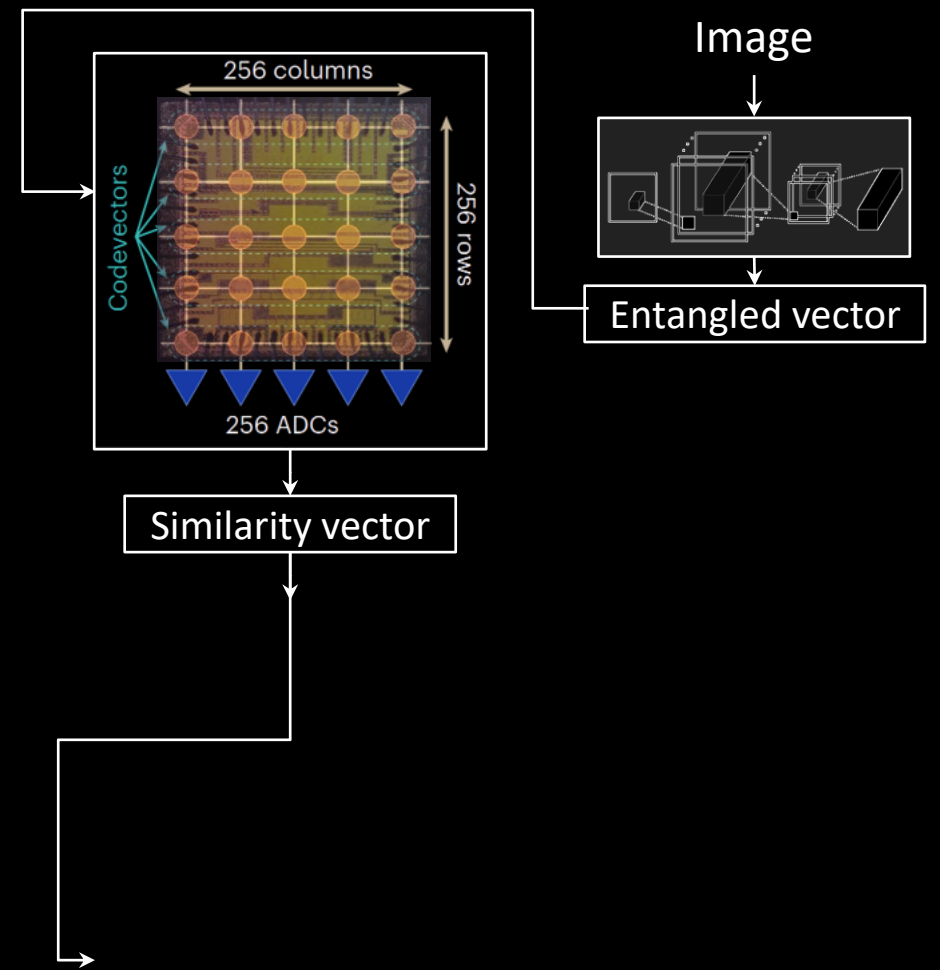 Image
256 columns
Codevectors
256 rows
Entangled vector
256 ADCs
Similarity vector